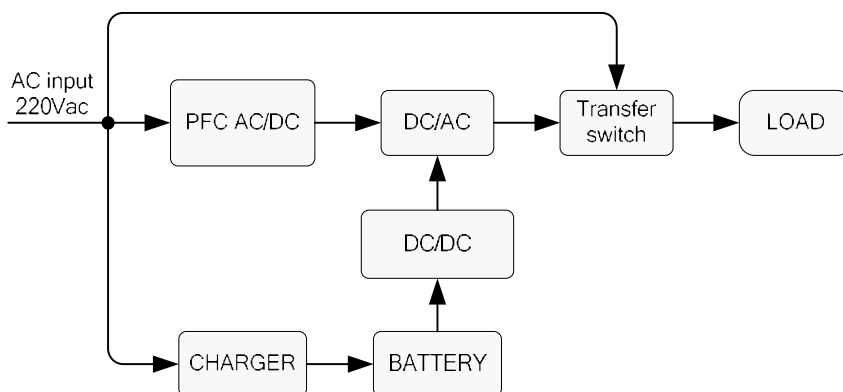 AC input
220Vac
PFC AC/DC
DC/AC
Transfer
switch
LOAD
DC/DC
CHARGER
BATTERY